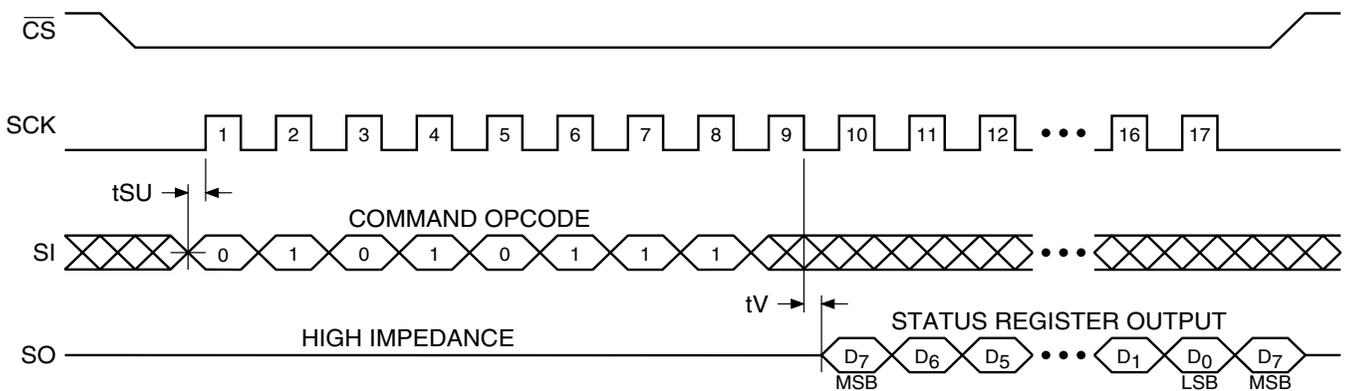 CS
SCK
1 2 3 4 5 6 7 8 9 10 11 12 ••• 16 17
tSU
COMMAND OPCODE
SI
0 1 0 1 0 1 1 1 •••
tV
HIGH IMPEDANCE
STATUS REGISTER OUTPUT
SO
D7 D6 D5 ••• D1 D0 D7
MSB LSB MSB